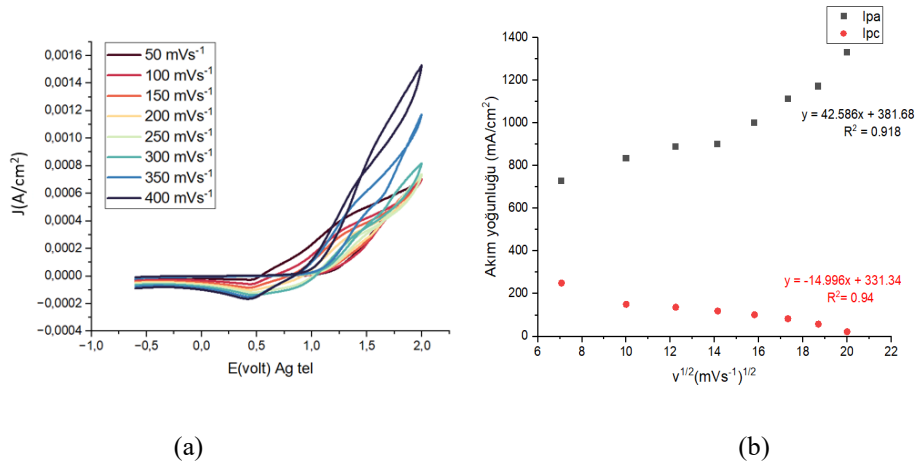 50 mVs⁻¹
100 mVs⁻¹
150 mVs⁻¹
200 mVs⁻¹
250 mVs⁻¹
300 mVs⁻¹
350 mVs⁻¹
400 mVs⁻¹
0,0016
0,0014
0,0012
0,0010
0,0008
0,0006
0,0004
0,0002
0,0000
−0,0002
−0,0004
J(A/cm²)
−1,0
−0,5
0,0
0,5
1,0
1,5
2,0
E(volt) Ag tel
(a)
Ipa
Ipc
1400
1200
1000
800
600
400
200
0
Akım yoğunluğu (mA/cm²)
y = 42.586x + 381.68
R² = 0.918
y = -14.996x + 331.34
R²= 0.94
6
8
10
12
14
16
18
20
22
v¹ᐟ²(mVs⁻¹)¹ᐟ²
(b)